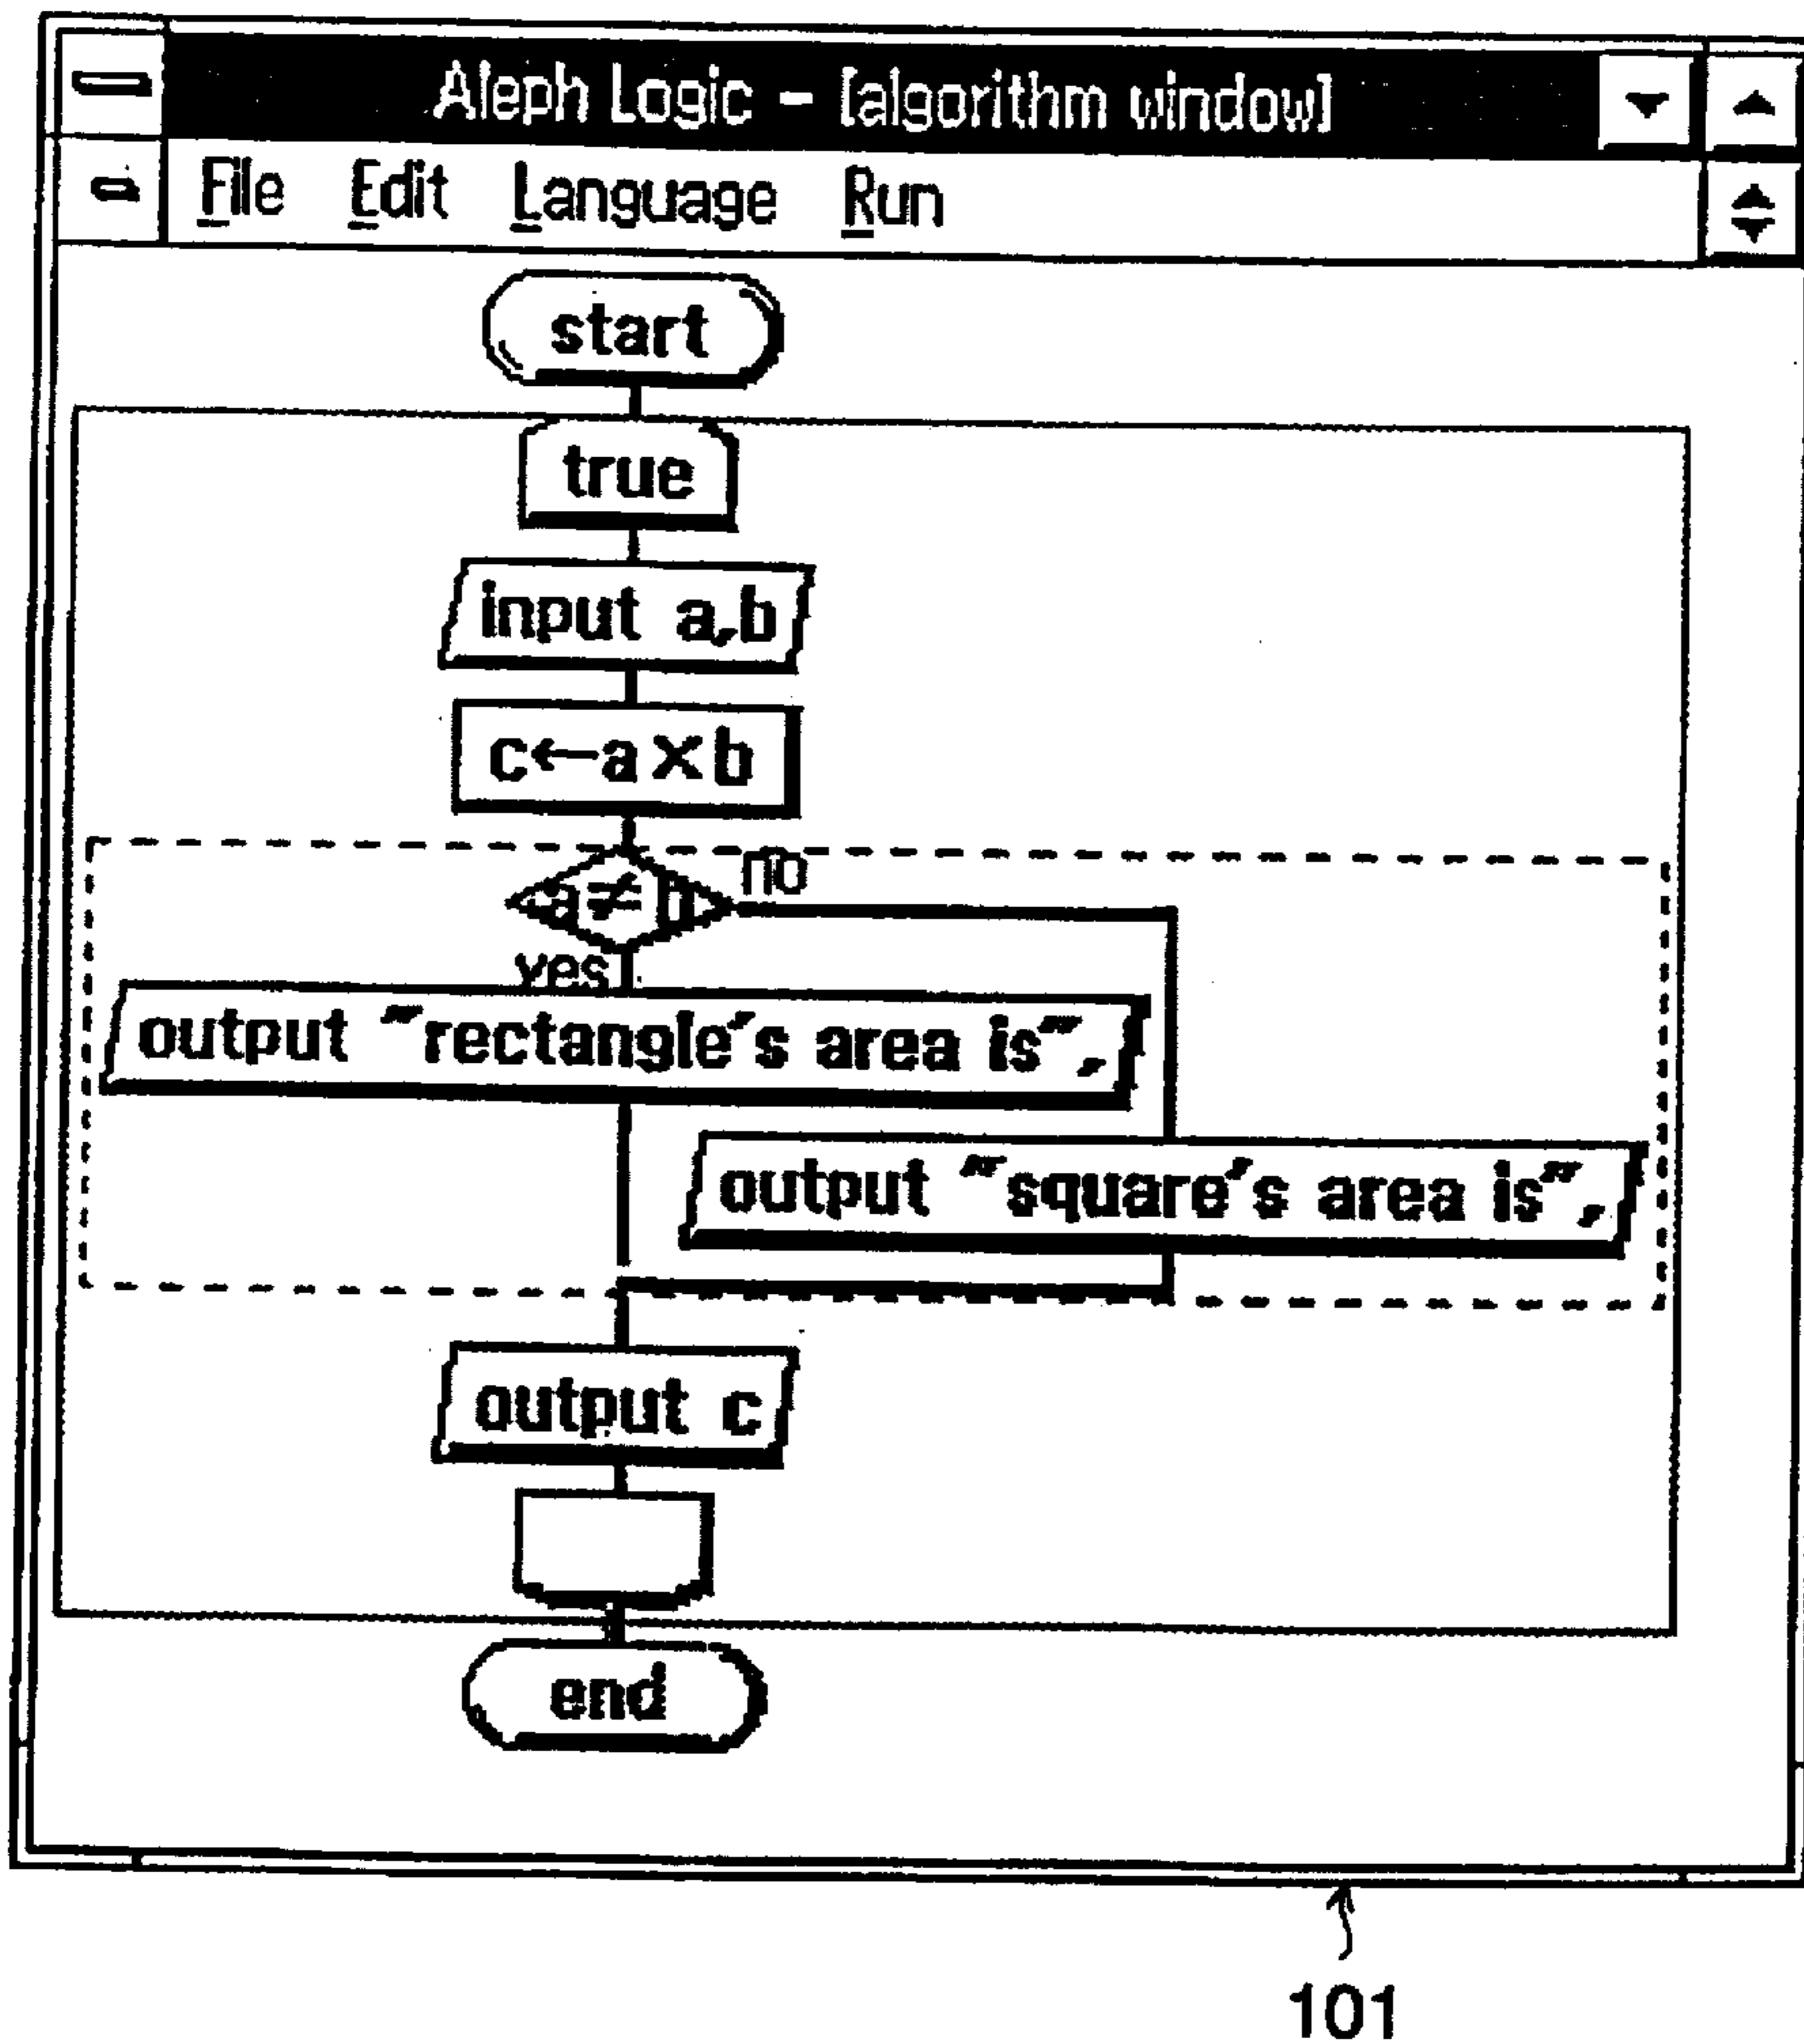 Aleph Logic - [algorithm window]
File Edit Language Run
start
true
input a,b
c←a×b
a≠b
no
yes
output "rectangle's area is",
output "square's area is",
output c
end
101